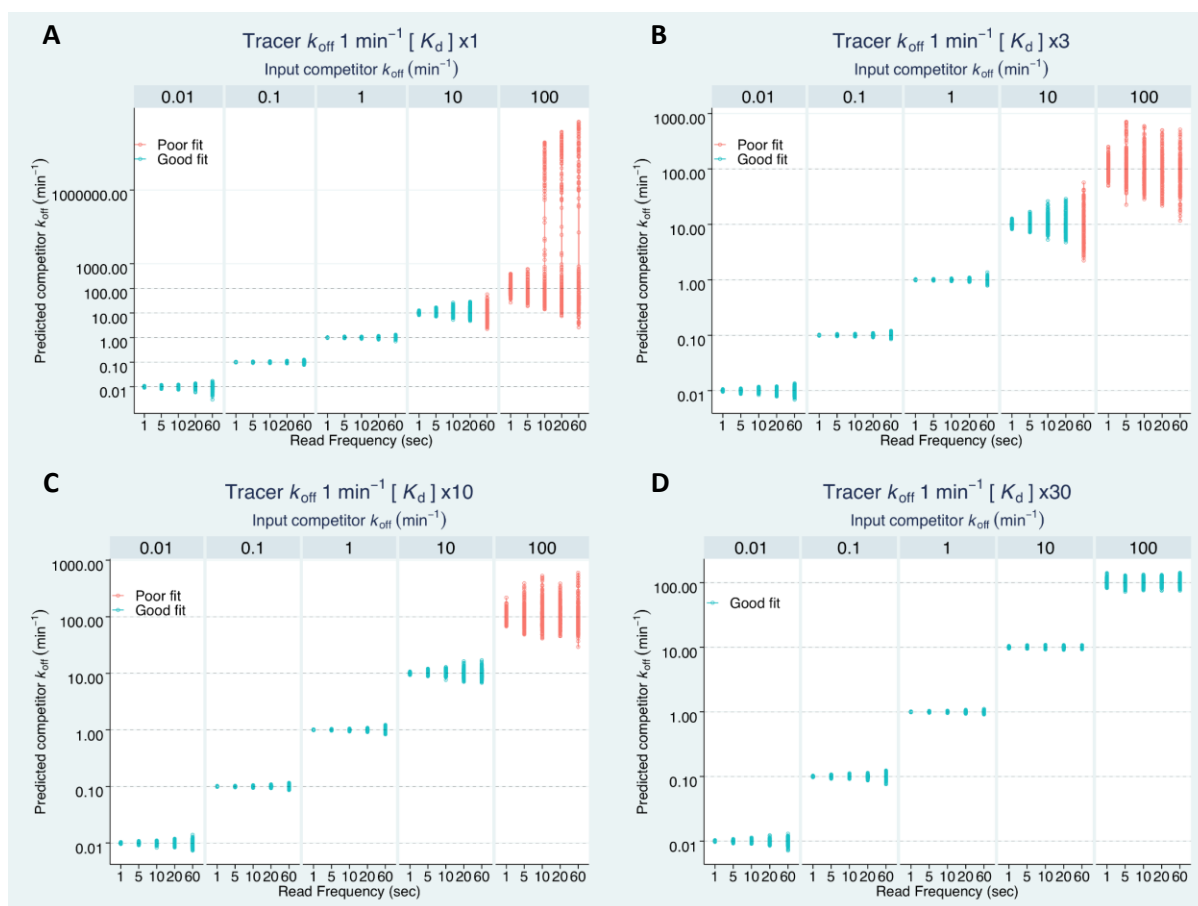 A
Tracer koff 1 min−1 [ Kd ] x1
Input competitor koff (min−1)
0.01 0.1 1 10 100
Poor fit
Good fit
Predicted competitor koff (min−1)
1000000.00
1000.00
100.00
10.00
1.00
0.10
0.01
1 5 10 20 60 1 5 10 20 60 1 5 10 20 60 1 5 10 20 60 1 5 10 20 60
Read Frequency (sec)
B
Tracer koff 1 min−1 [ Kd ] x3
Input competitor koff (min−1)
0.01 0.1 1 10 100
Poor fit
Good fit
Predicted competitor koff (min−1)
1000.00
100.00
10.00
1.00
0.10
0.01
1 5 10 20 60 1 5 10 20 60 1 5 10 20 60 1 5 10 20 60 1 5 10 20 60
Read Frequency (sec)
C
Tracer koff 1 min−1 [ Kd ] x10
Input competitor koff (min−1)
0.01 0.1 1 10 100
Poor fit
Good fit
Predicted competitor koff (min−1)
1000.00
100.00
10.00
1.00
0.10
0.01
1 5 10 20 60 1 5 10 20 60 1 5 10 20 60 1 5 10 20 60 1 5 10 20 60
Read Frequency (sec)
D
Tracer koff 1 min−1 [ Kd ] x30
Input competitor koff (min−1)
0.01 0.1 1 10 100
Good fit
Predicted competitor koff (min−1)
100.00
10.00
1.00
0.10
0.01
1 5 10 20 60 1 5 10 20 60 1 5 10 20 60 1 5 10 20 60 1 5 10 20 60
Read Frequency (sec)